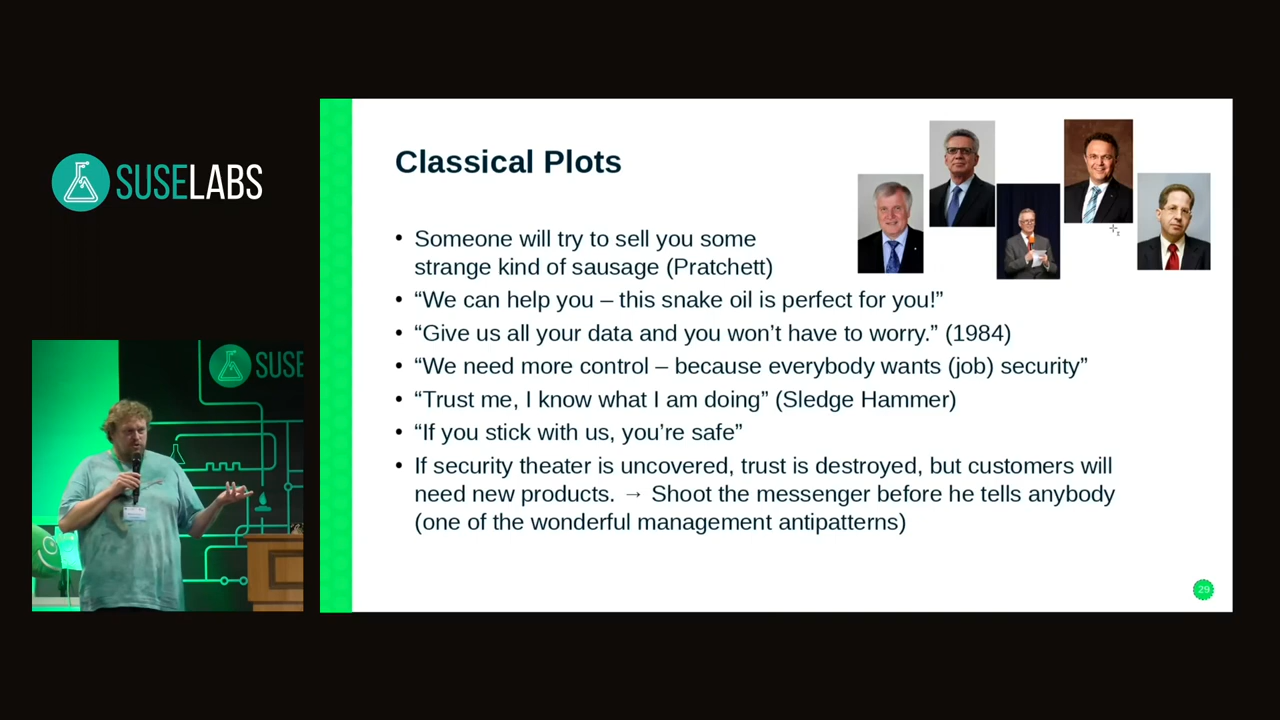 SUSELABS
Classical Plots
• Someone will try to sell you some
strange kind of sausage (Pratchett)
• “We can help you – this snake oil is perfect for you!”
• “Give us all your data and you won’t have to worry.” (1984)
• “We need more control – because everybody wants (job) security”
• “Trust me, I know what I am doing” (Sledge Hammer)
• “If you stick with us, you’re safe”
• If security theater is uncovered, trust is destroyed, but customers will
need new products. → Shoot the messenger before he tells anybody
(one of the wonderful management antipatterns)
29
SUSE